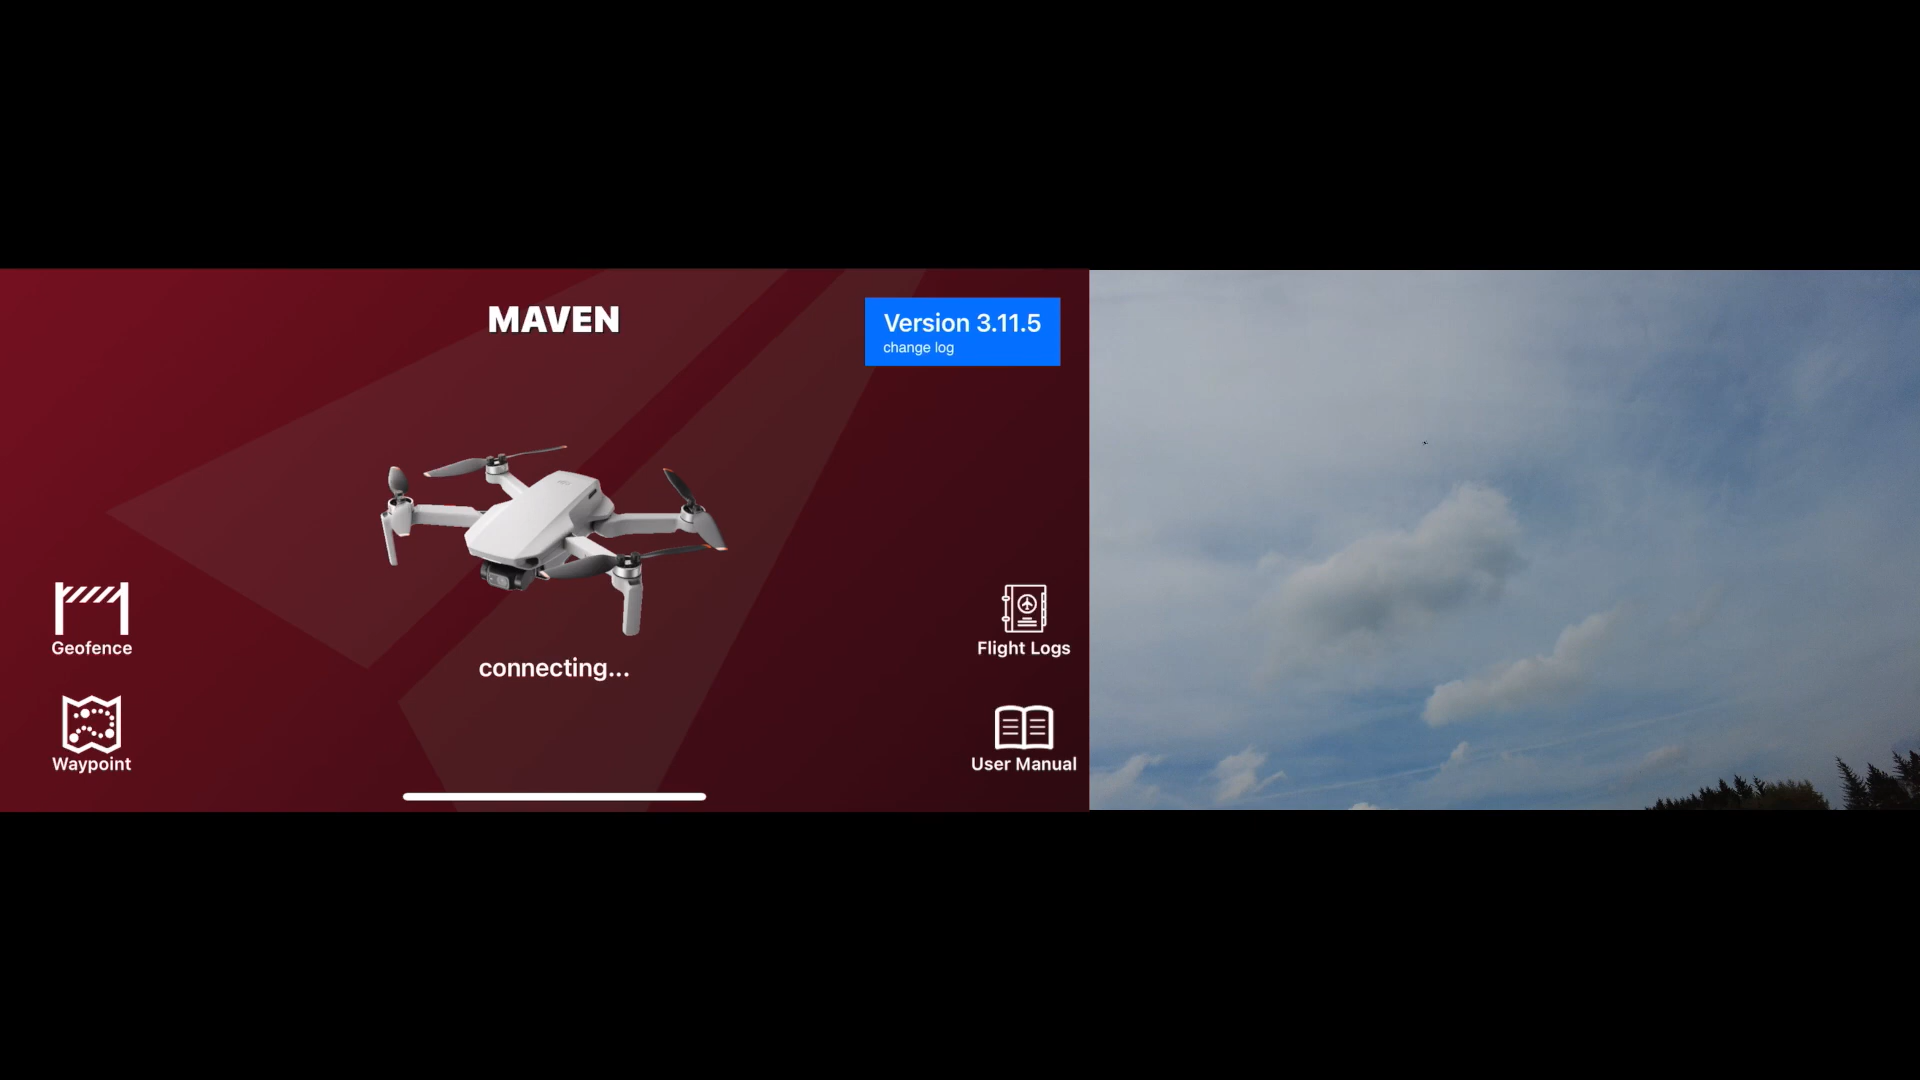 MAVEN
Version 3.11.5
change log
Geofence
Flight Logs
connecting...
Waypoint
User Manual